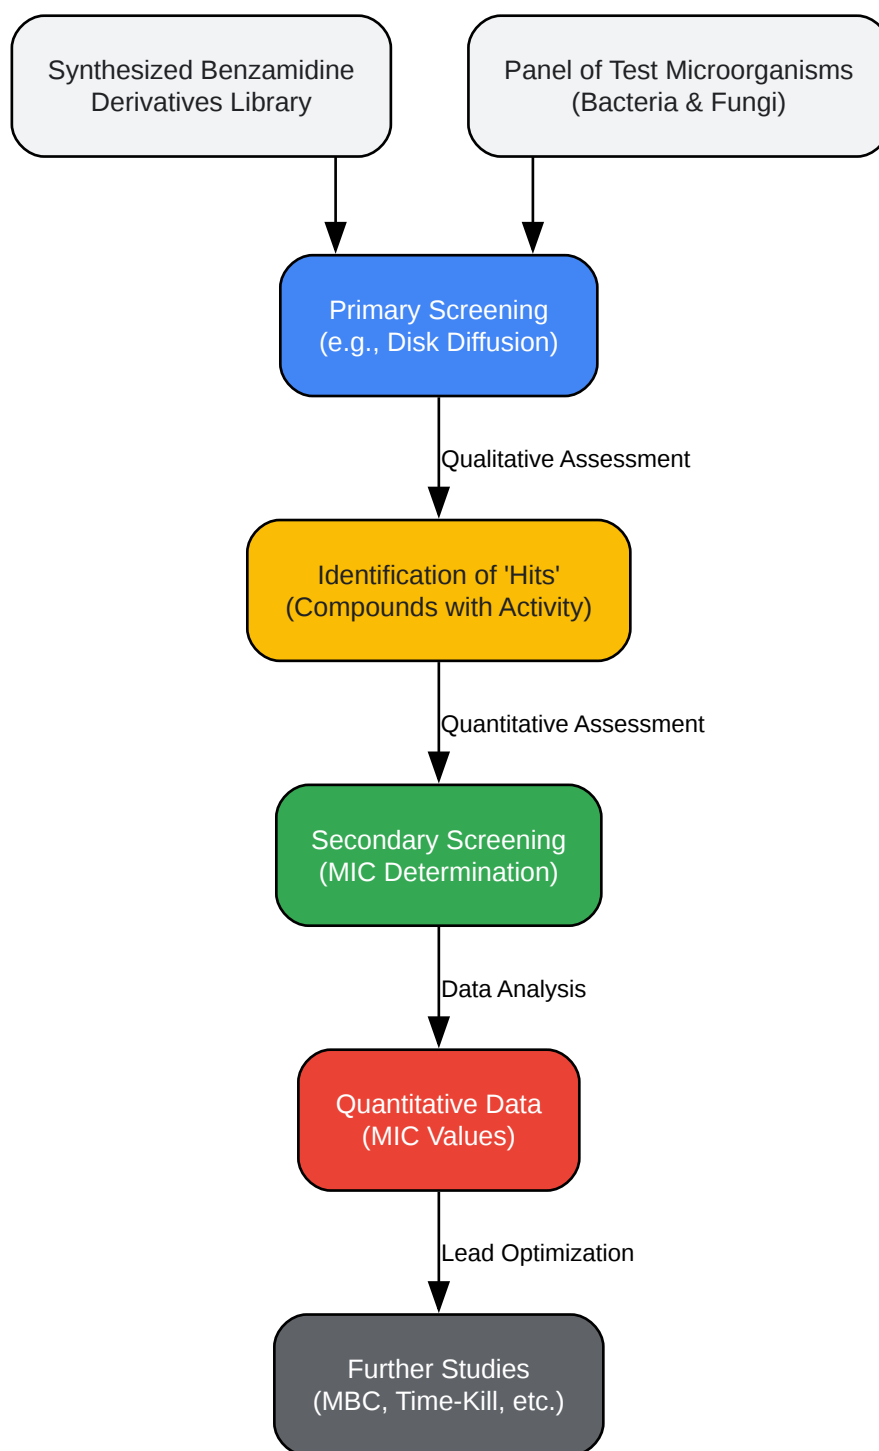 Synthesized Benzamidine
Derivatives Library
Panel of Test Microorganisms
(Bacteria & Fungi)
Primary Screening
(e.g., Disk Diffusion)
Qualitative Assessment
Identification of 'Hits'
(Compounds with Activity)
Quantitative Assessment
Secondary Screening
(MIC Determination)
Data Analysis
Quantitative Data
(MIC Values)
Lead Optimization
Further Studies
(MBC, Time-Kill, etc.)